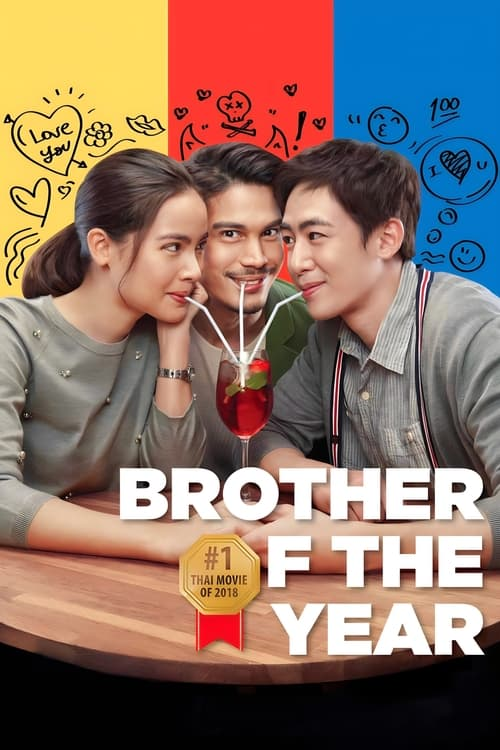 Love
you
100
I U
BROTHER
#1
THAI MOVIE
OF 2018
F THE
YEAR